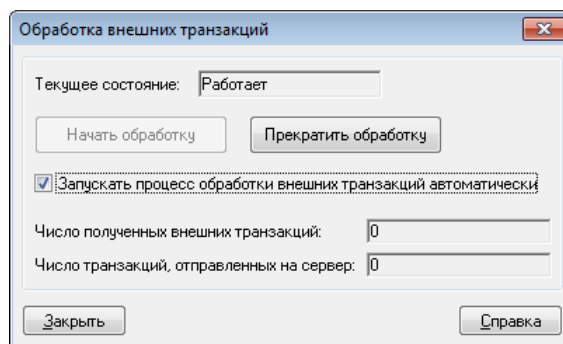 Обработка внешних транзакций
Текущее состояние: Работает
Начать обработку Прекратить обработку
Запускать процесс обработки внешних транзакций автоматически
Число полученных внешних транзакций: 0
Число транзакций, отправленных на сервер: 0
Закрыть Справка